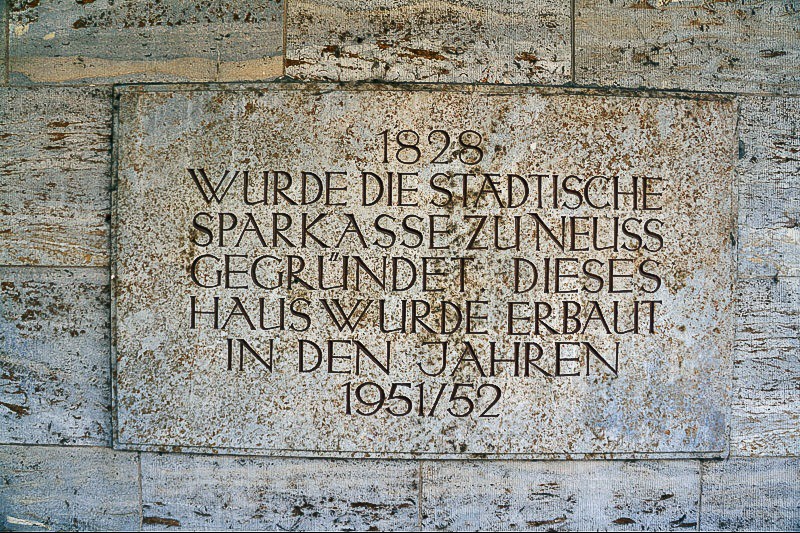 1828
WURDE DIE STÄDTISCHE
SPARKASSE ZU NEUSS
GEGRÜNDET. DIESES
HAUS WURDE ERBAUT
IN DEN JAHREN
1951/52